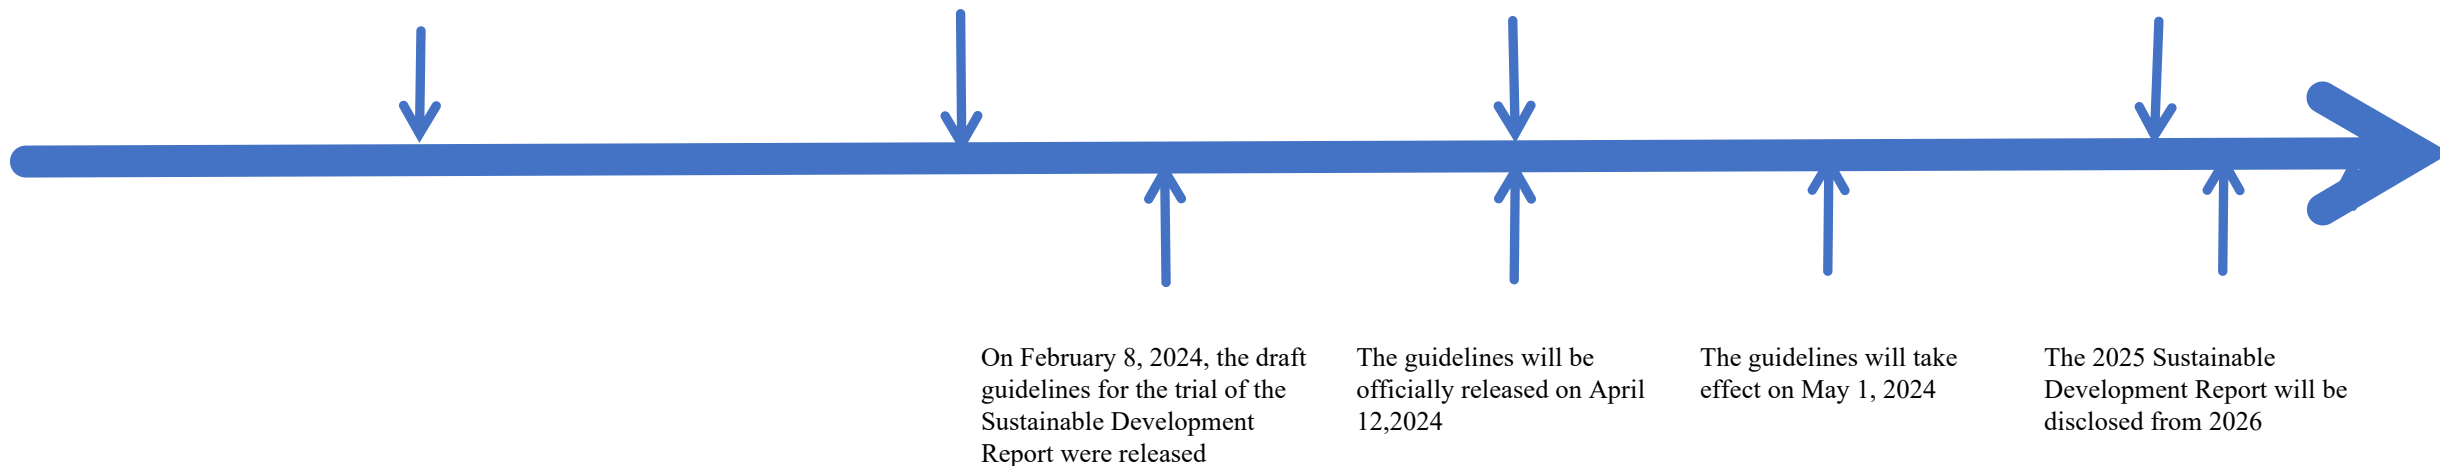 On February 8, 2024, the draft
guidelines for the trial of the
Sustainable Development
Report were released
The guidelines will be
officially released on April
12,2024
The guidelines will take
effect on May 1, 2024
The 2025 Sustainable
Development Report will be
disclosed from 2026